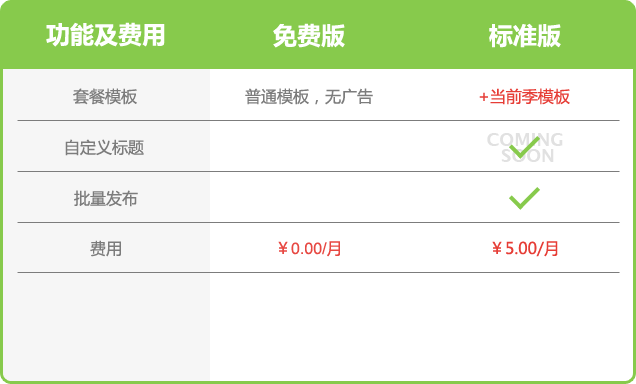 功能及费用 免费版 标准版
套餐模板 普通模板，无广告 +当前季模板
自定义标题 COMING
SOON
批量发布
费用 ¥0.00/月 ¥5.00/月